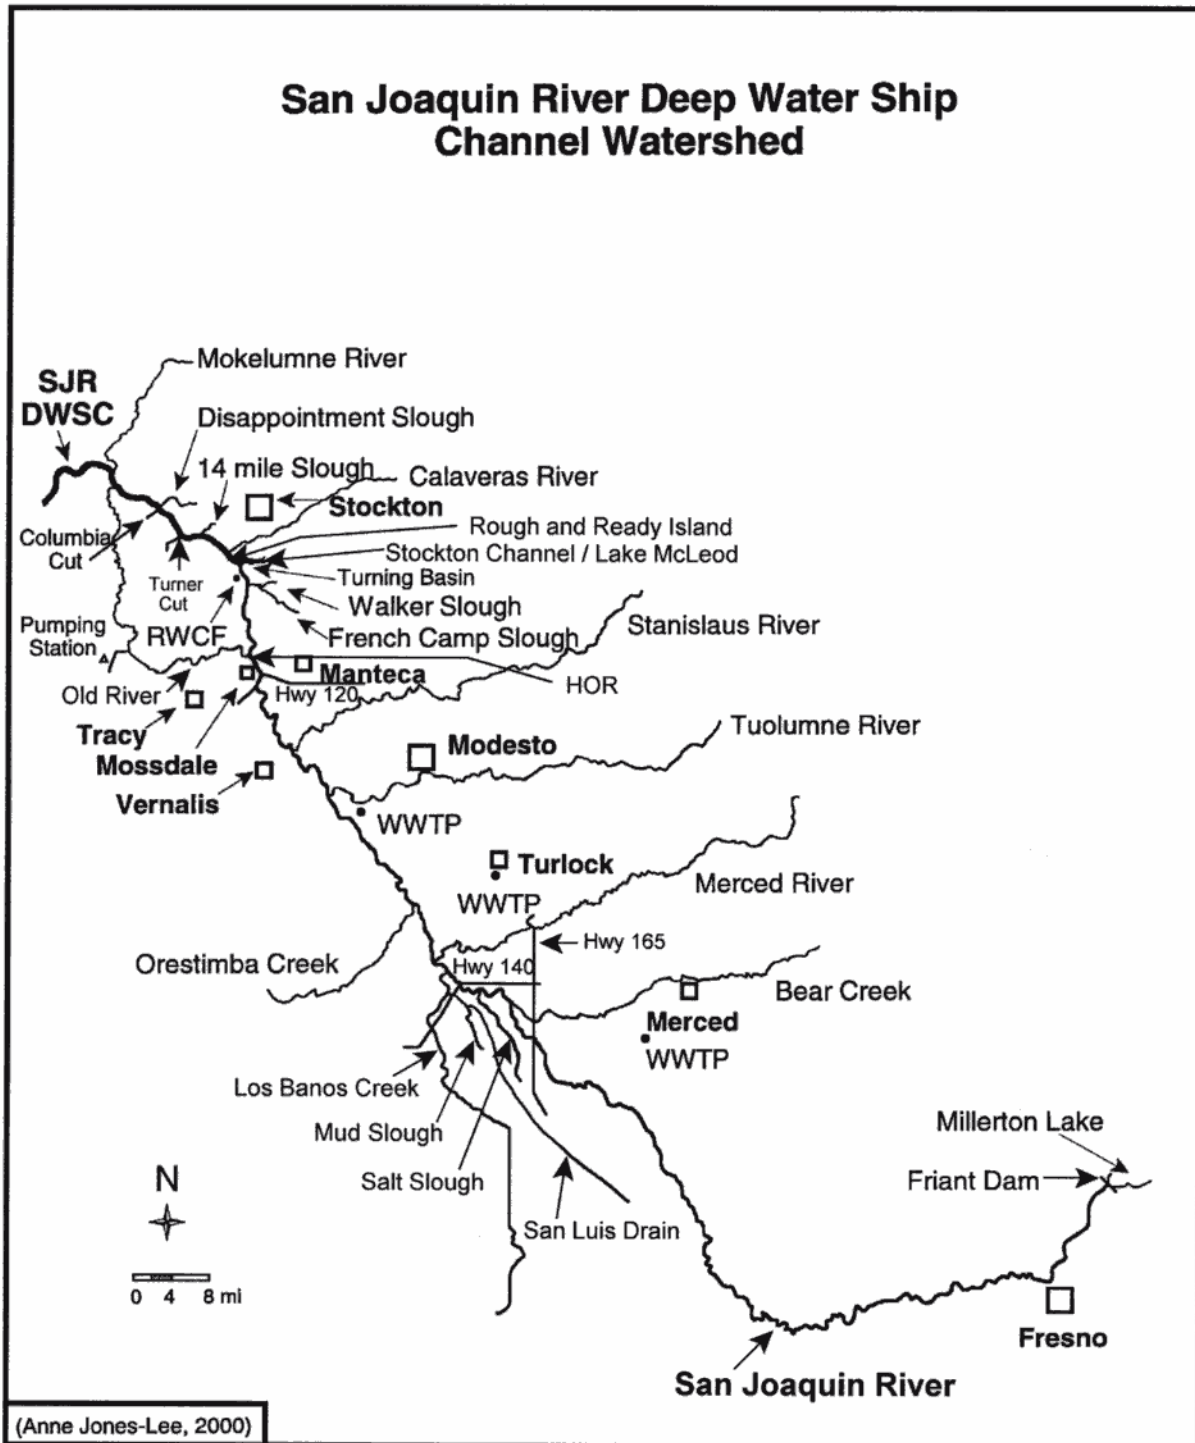 San Joaquin River Deep Water Ship
Channel Watershed
Mokelumne River
SJR
DWSC
Disappointment Slough
14 mile Slough
Calaveras River
Stockton
Rough and Ready Island
Columbia
Cut
Stockton Channel / Lake McLeod
Turner
Cut
Turning Basin
Walker Slough
Pumping
Station
RWCF
French Camp Slough
Stanislaus River
Manteca
HOR
Old River
Hwy 120
Tracy
Mossdale
Vernalis
Modesto
Tuolumne River
WWTP
Turlock
WWTP
Merced River
Hwy 165
Orestimba Creek
Hwy 140
Bear Creek
Merced
WWTP
Los Banos Creek
Mud Slough
Salt Slough
San Luis Drain
Millerton Lake
Friant Dam
N
0 4 8 mi
Fresno
San Joaquin River
(Anne Jones-Lee, 2000)